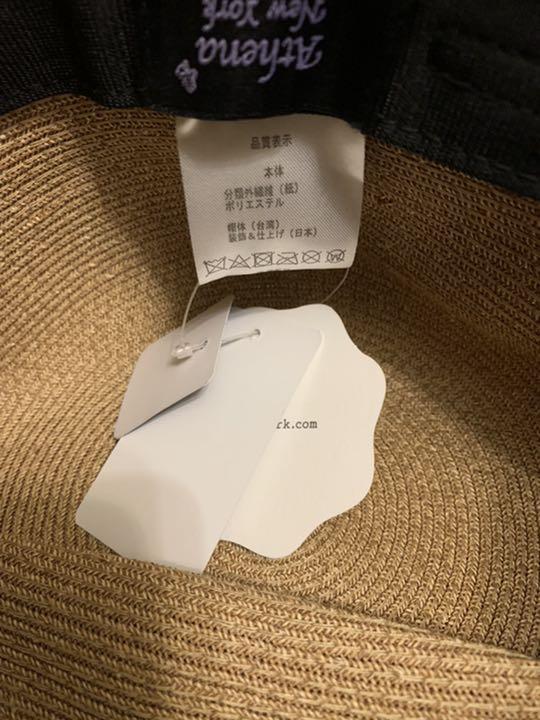 Athena
New York
品質表示
本体
分類外繊維（紙）
ポリエステル
帽体（台湾）
装飾＆仕上げ（日本）
rk.com